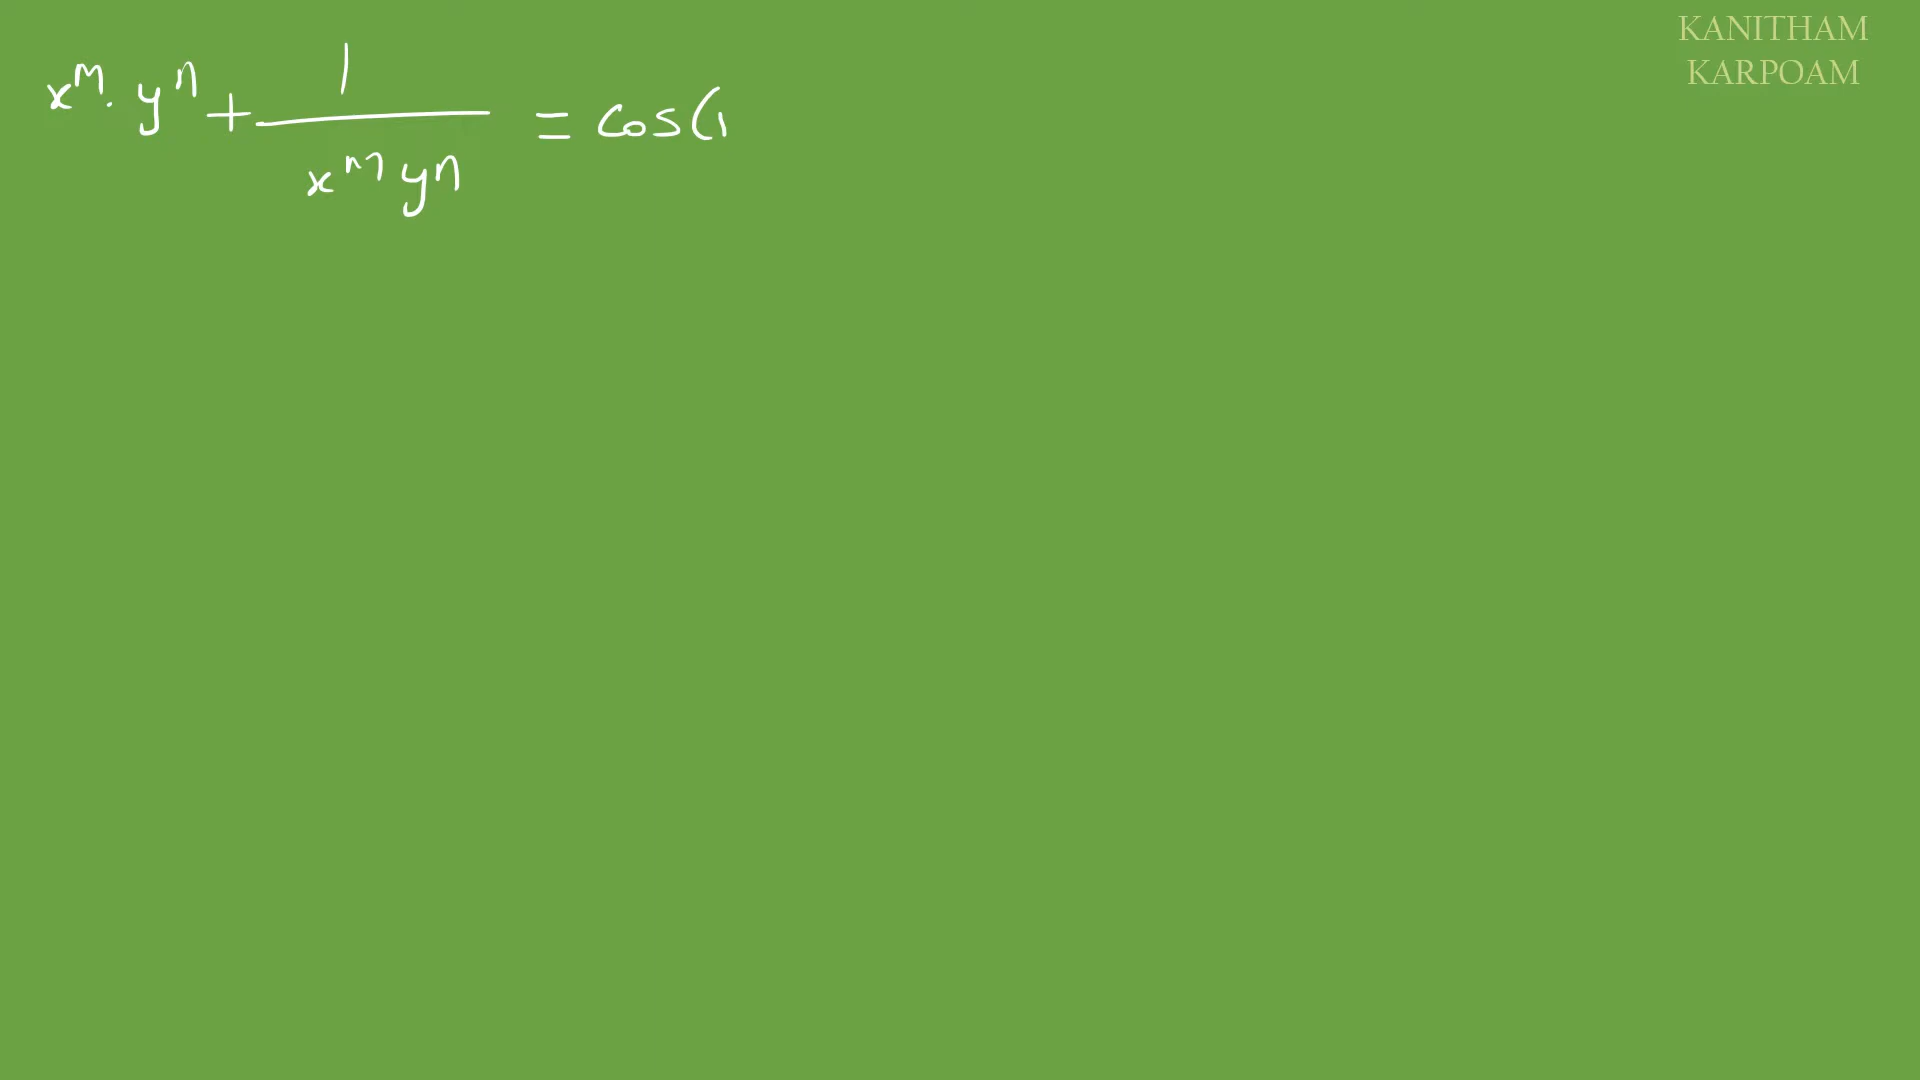 x^m . y^n + 1/(x^m y^n) = cos(
KANITHAM
KARPOAM